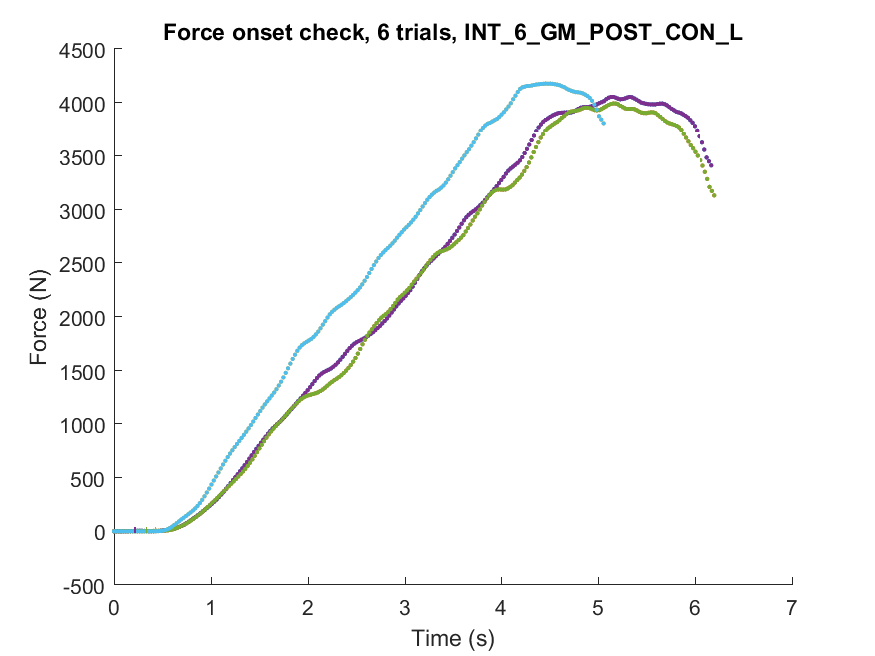 Force onset check, 6 trials, INT_6_GM_POST_CON_L
4500
4000
3500
3000
2500
2000
1500
1000
500
0
-500
Force (N)
0 1 2 3 4 5 6 7
Time (s)